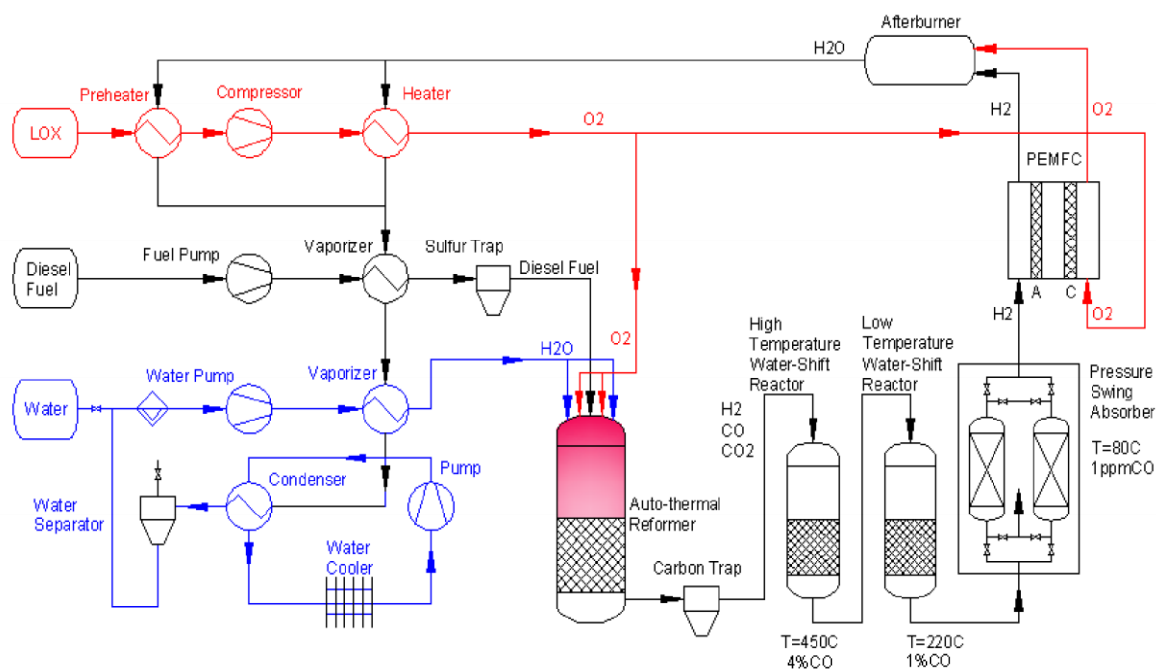 Afterburner
H2O
Preheater
Compressor
Heater
LOX
O2
H2
O2
PEMFC
Diesel
Fuel
Fuel Pump
Vaporizer
Sulfur Trap
Diesel Fuel
A
C
H2
O2
O2
H2O
High
Temperature
Water-Shift
Reactor
Low
Temperature
Water-Shift
Reactor
Water
Water Pump
Vaporizer
Pressure
Swing
Absorber
T=80C
1ppmCO
H2
CO
CO2
Condenser
Pump
Water
Separator
Auto-thermal
Reformer
Water
Cooler
Carbon Trap
T=450C
4%CO
T=220C
1%CO